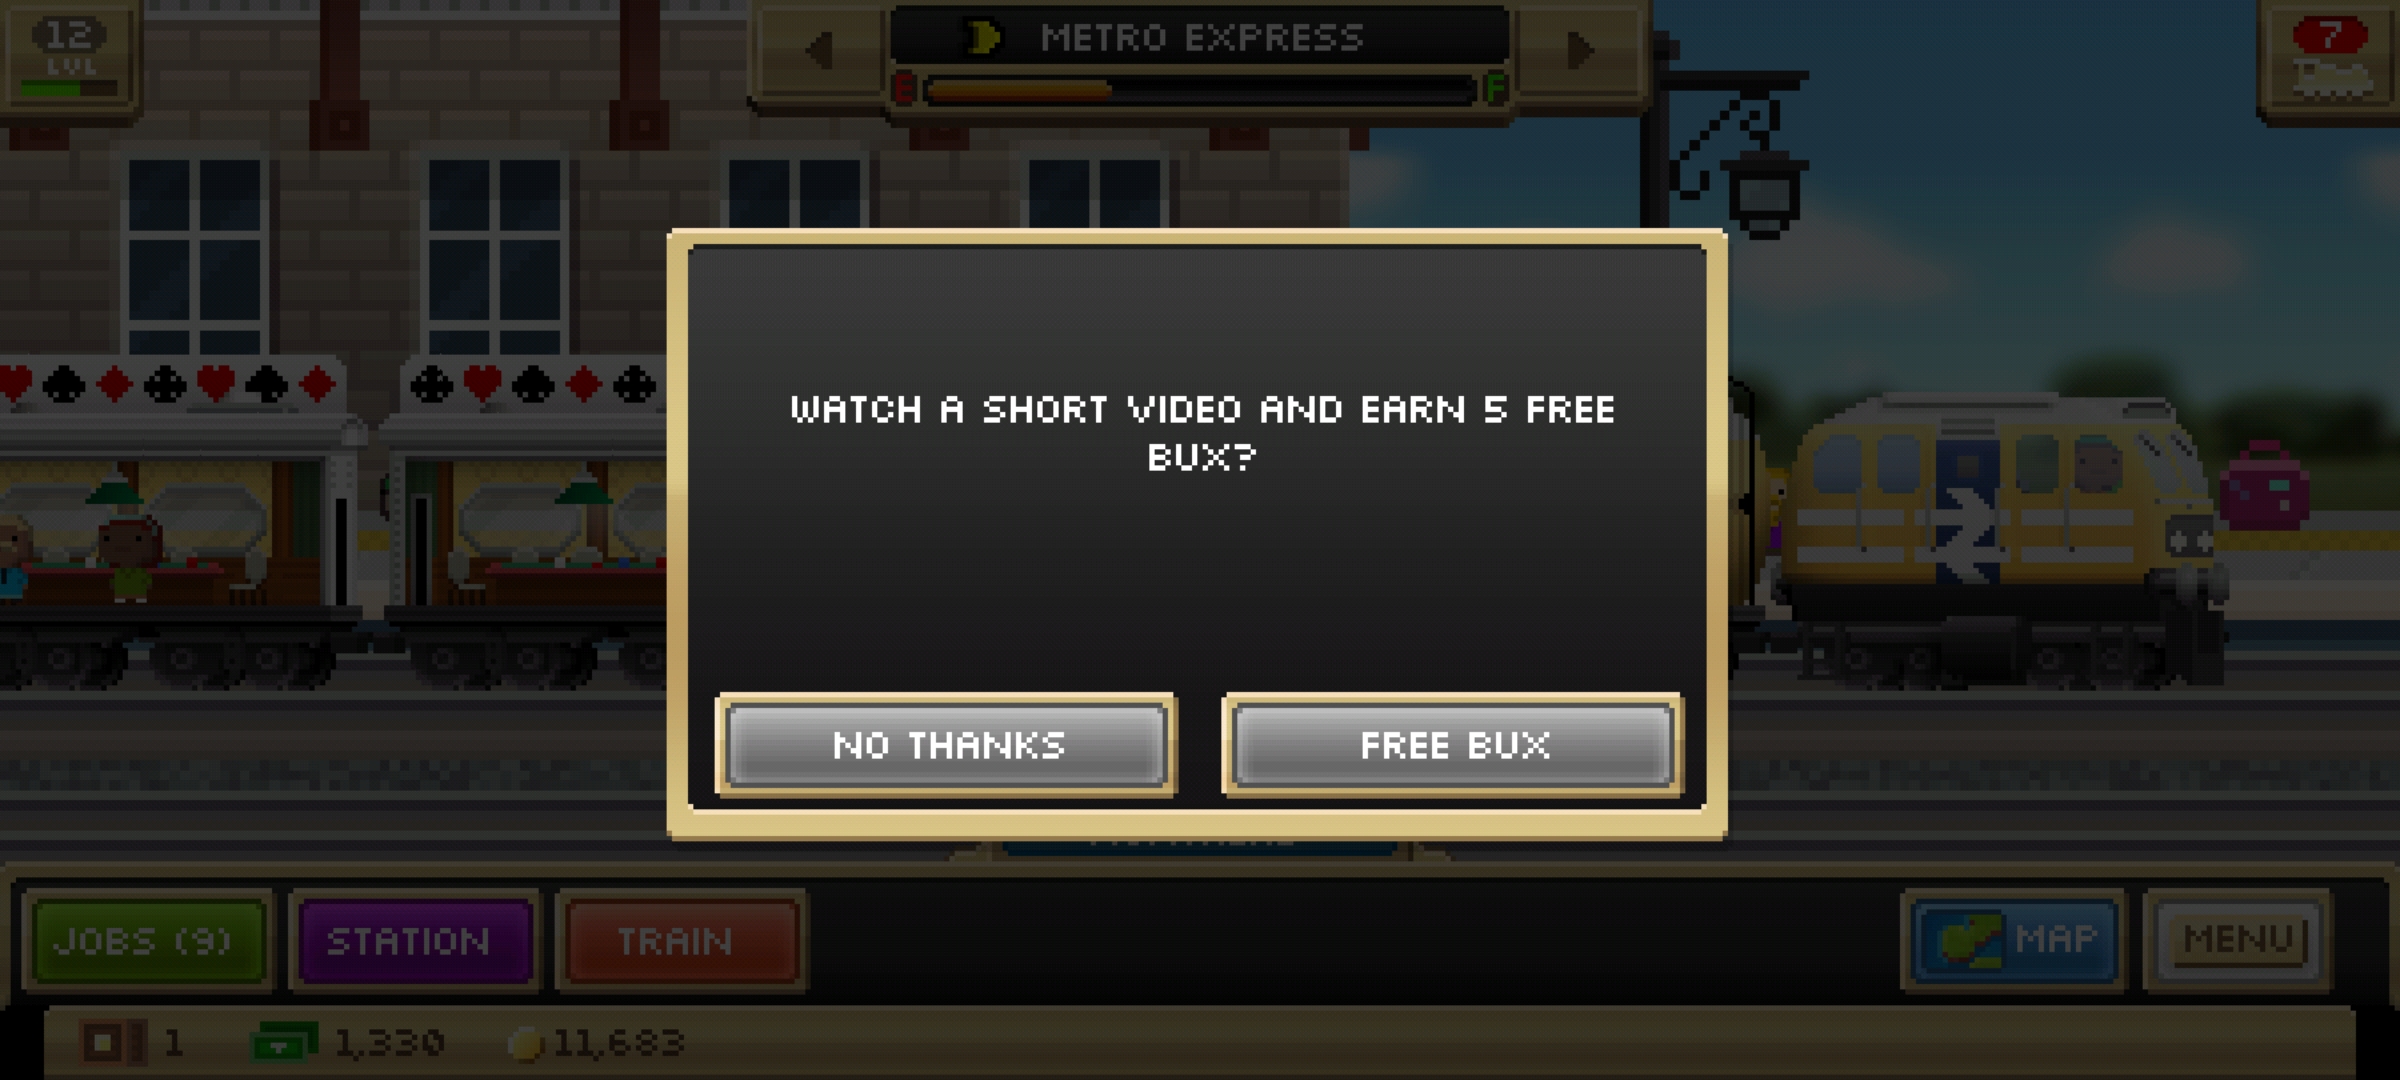 12
LVL
METRO EXPRESS
E
F
7
WATCH A SHORT VIDEO AND EARN 5 FREE
BUX?
NO THANKS
FREE BUX
JOBS (9)
STATION
TRAIN
MAP
MENU
1
1,330
11,683